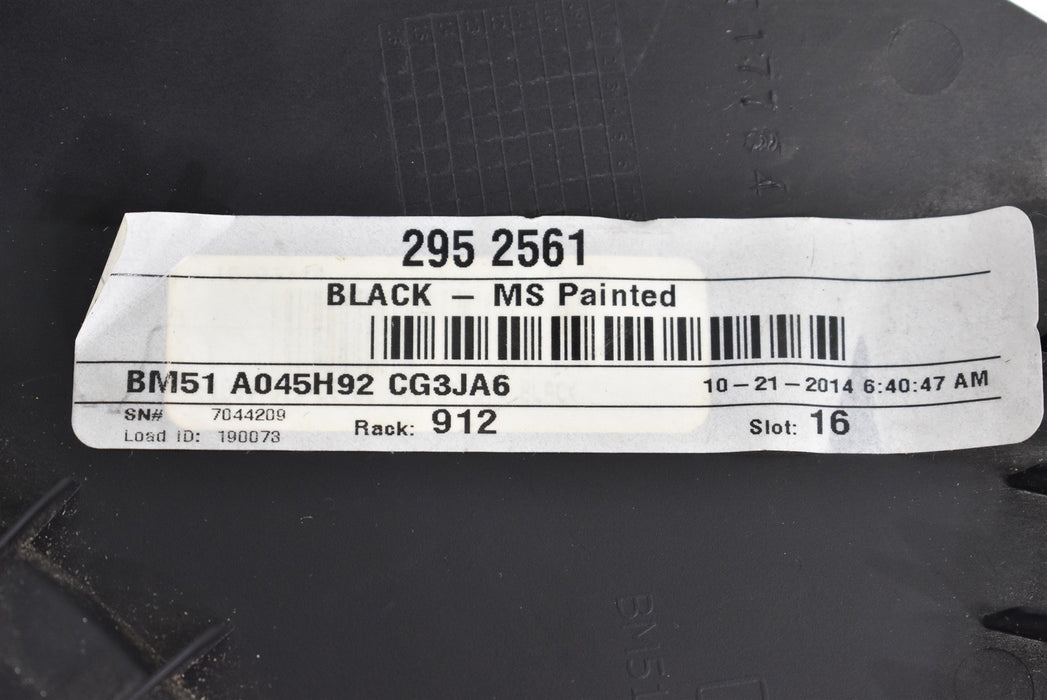 295 2561
BLACK – MS Painted
BM51 A045H92 CG3JA6 10-21-2014 6:40:47 AM
SN# 7044209
Load ID: 190073 Rack: 912 Slot: 16
BM51